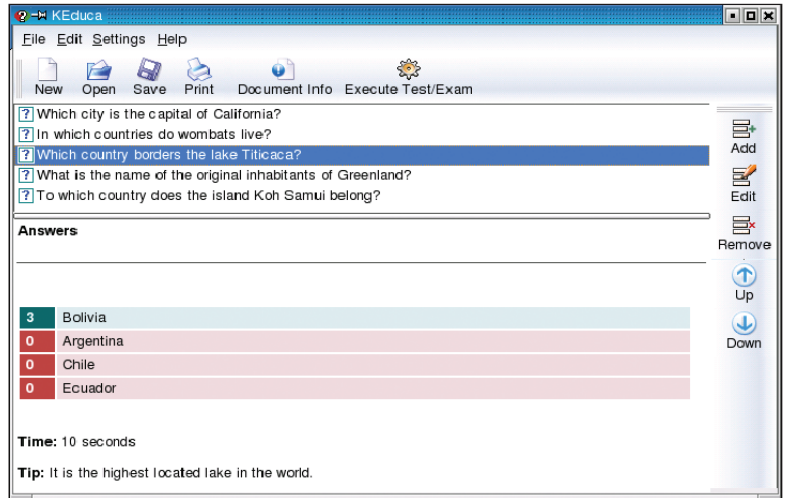 KEduca
File Edit Settings Help
New Open Save Print Document Info Execute Test/Exam
Which city is the capital of California?
In which countries do wombats live?
Which country borders the lake Titicaca?
What is the name of the original inhabitants of Greenland?
To which country does the island Koh Samui belong?
Answers
3 Bolivia
0 Argentina
0 Chile
0 Ecuador
Time: 10 seconds
Tip: It is the highest located lake in the world.
Add
Edit
Remove
Up
Down